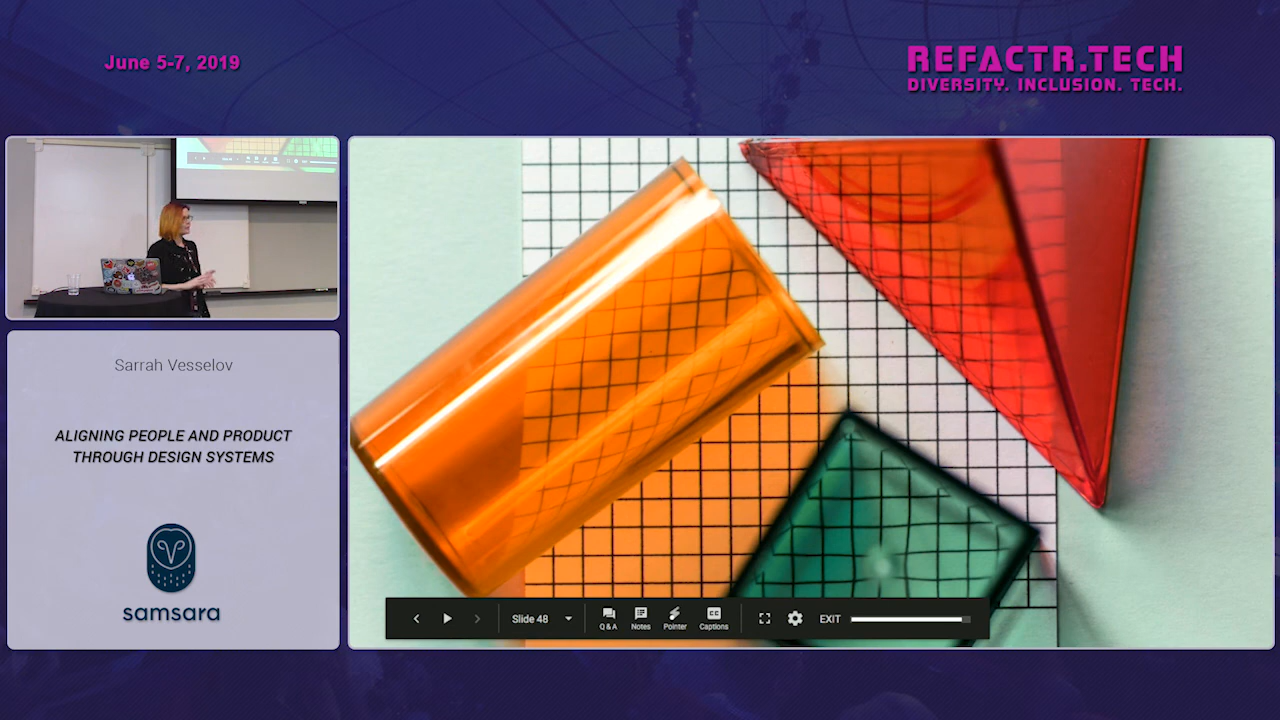 June 5-7, 2019
REFACTR.TECH
DIVERSITY. INCLUSION. TECH.
Sarrah Vesselov
ALIGNING PEOPLE AND PRODUCT
THROUGH DESIGN SYSTEMS
samsara
Slide 48
Q & A
Notes
Pointer
CC
Captions
EXIT